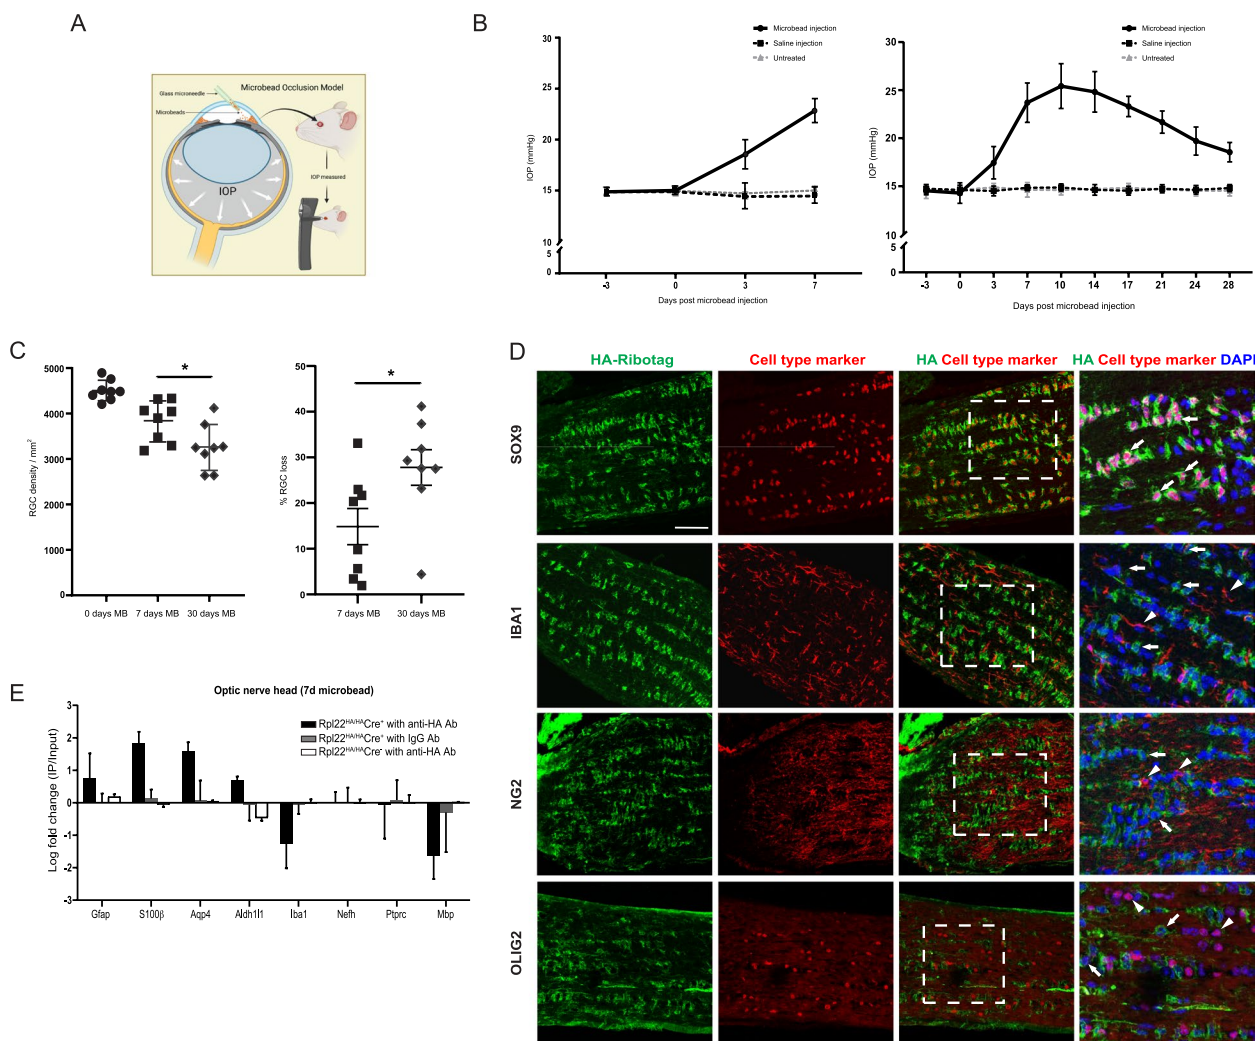 A
Microbead Occlusion Model
Glass microneedle
Microbeads
IOP
IOP measured
B
Microbead injection
Saline injection
Untreated
IOP (mmHg)
30
25
20
15
10
5
0
-3
0
3
7
Days post microbead injection
Microbead injection
Saline injection
Untreated
IOP (mmHg)
30
25
20
15
10
5
0
-3 0 3 7 10 14 17 21 24 28
Days post microbead injection
C
RGC density / mm²
5000
4000
3000
2000
1000
0
*
0 days MB 7 days MB 30 days MB
% RGC loss
50
40
30
20
10
0
*
7 days MB 30 days MB
D
HA-Ribotag
Cell type marker
HA Cell type marker
HA Cell type marker DAPI
SOX9
IBA1
NG2
OLIG2
E
Optic nerve head (7d microbead)
Rpl22HA/HACre+ with anti-HA Ab
Rpl22HA/HACre+ with IgG Ab
Rpl22HA/HACre- with anti-HA Ab
Log fold change (IP/Input)
3
2
1
0
-1
-2
-3
Gfap S100β Aqp4 Aldh1l1 Iba1 Nefh Ptprc Mbp